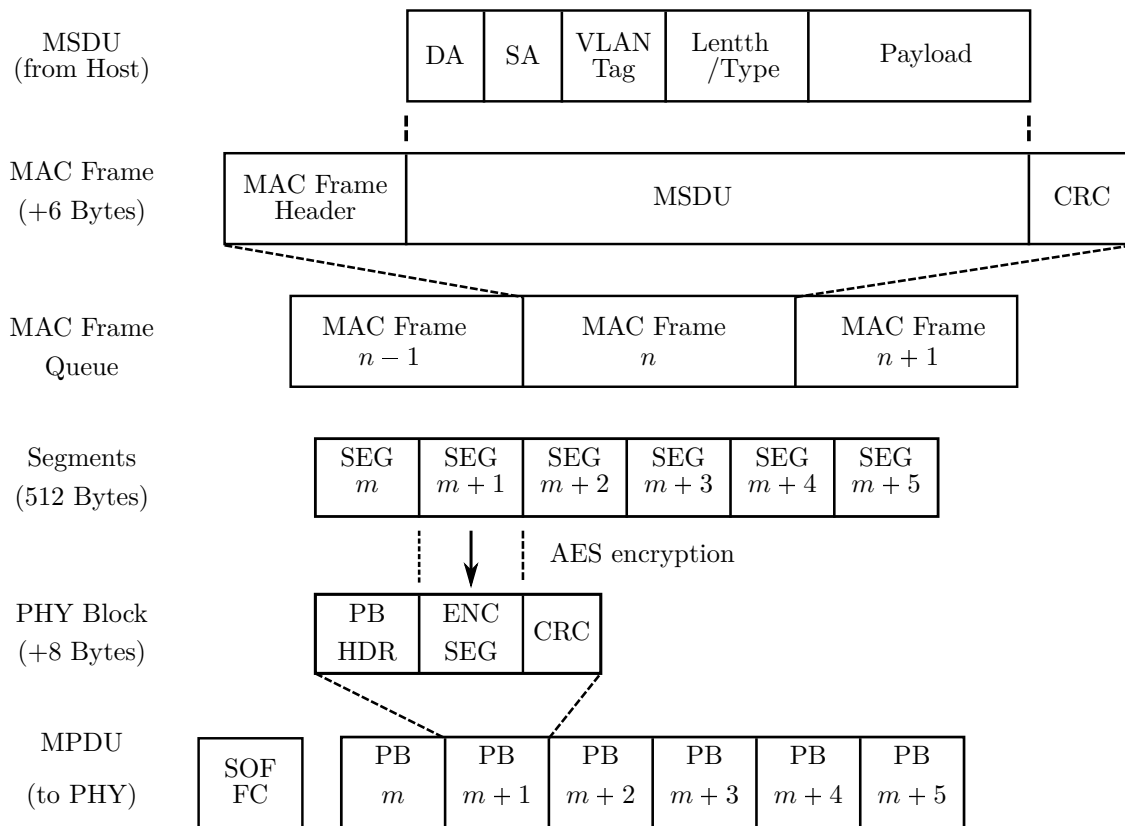 MSDU
(from Host)
DA
SA
VLAN
Tag
Lentth
/Type
Payload
MAC Frame
(+6 Bytes)
MAC Frame
Header
MSDU
CRC
MAC Frame
Queue
MAC Frame
n − 1
MAC Frame
n
MAC Frame
n + 1
Segments
(512 Bytes)
SEG
m
SEG
m + 1
SEG
m + 2
SEG
m + 3
SEG
m + 4
SEG
m + 5
AES encryption
PHY Block
(+8 Bytes)
PB
HDR
ENC
SEG
CRC
MPDU
(to PHY)
SOF
FC
PB
m
PB
m + 1
PB
m + 2
PB
m + 3
PB
m + 4
PB
m + 5